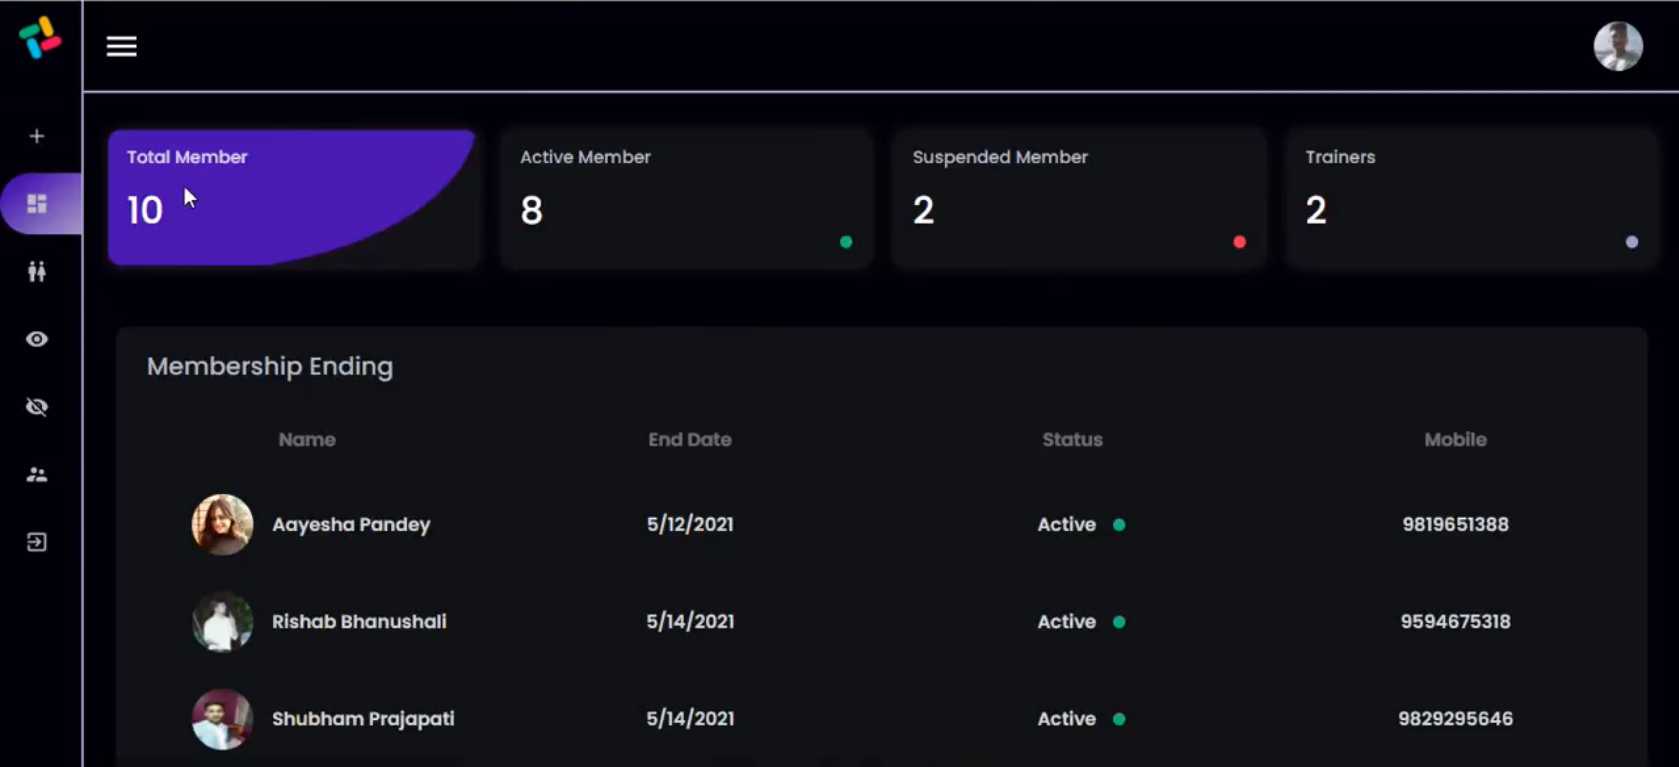 Total Member
10
Active Member
8
Suspended Member
2
Trainers
2
Membership Ending
Name End Date Status Mobile
Aayesha Pandey 5/12/2021 Active 9819651388
Rishab Bhanushali 5/14/2021 Active 9594675318
Shubham Prajapati 5/14/2021 Active 9829295646